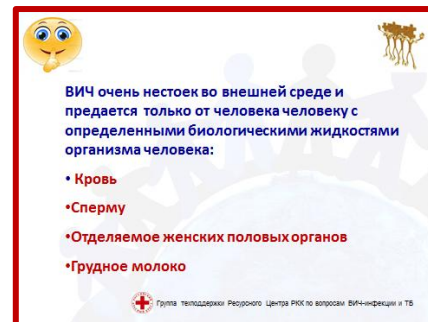 ВИЧ очень нестоек во внешней среде и
предается только от человека человеку с
определенными биологическими жидкостями
организма человека:
• Кровь
•Сперму
•Отделяемое женских половых органов
•Грудное молоко
Группа техподдержки Ресурсного Центра РКК по вопросам ВИЧ-инфекции и ТБ